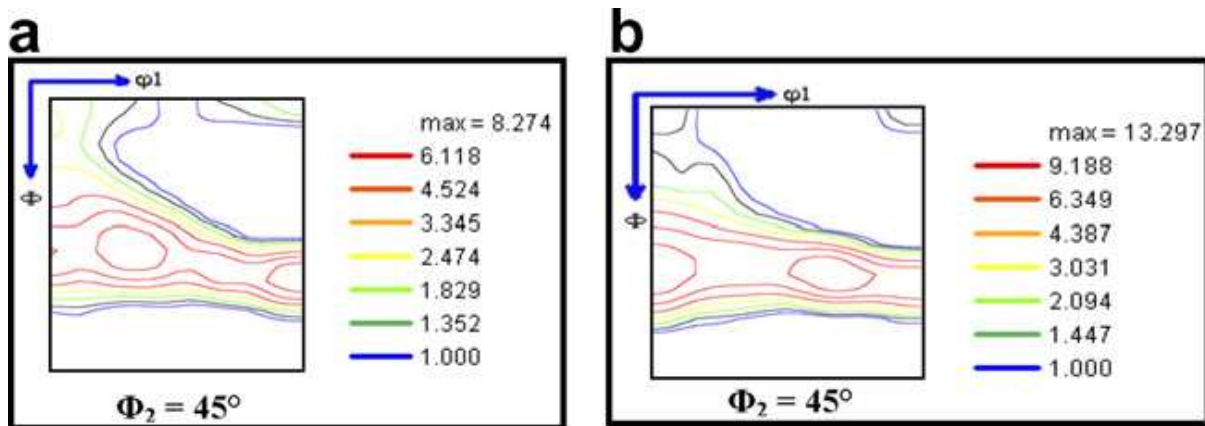 a
φ1
Φ
max = 8.274
6.118
4.524
3.345
2.474
1.829
1.352
1.000
Φ₂ = 45°
b
φ1
Φ
max = 13.297
9.188
6.349
4.387
3.031
2.094
1.447
1.000
Φ₂ = 45°